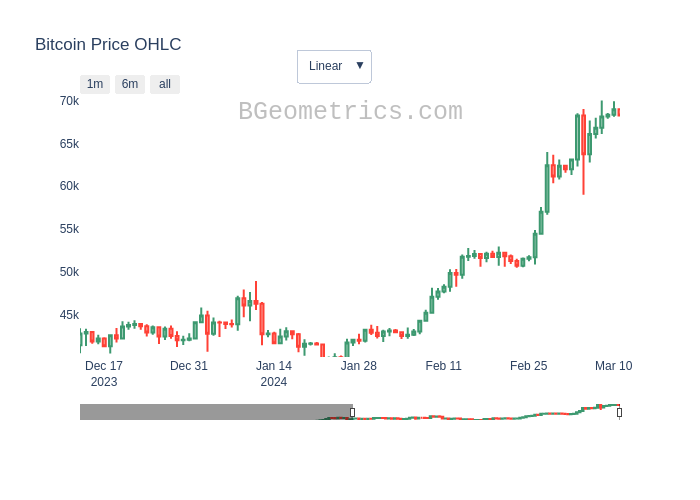 Bitcoin Price OHLC
Linear ▼
1m 6m all
BGeometrics.com
70k
65k
60k
55k
50k
45k
Dec 17 Dec 31 Jan 14 Jan 28 Feb 11 Feb 25 Mar 10
2023 2024